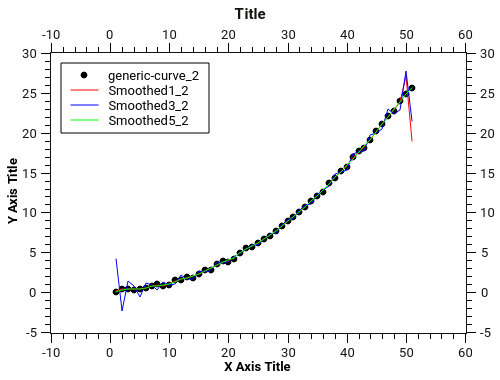 Title
-10 0 10 20 30 40 50 60
generic-curve_2
Smoothed1_2
Smoothed3_2
Smoothed5_2
Y Axis Title
30 30
25 25
20 20
15 15
10 10
5 5
0 0
-5 -5
-10 0 10 20 30 40 50 60
X Axis Title